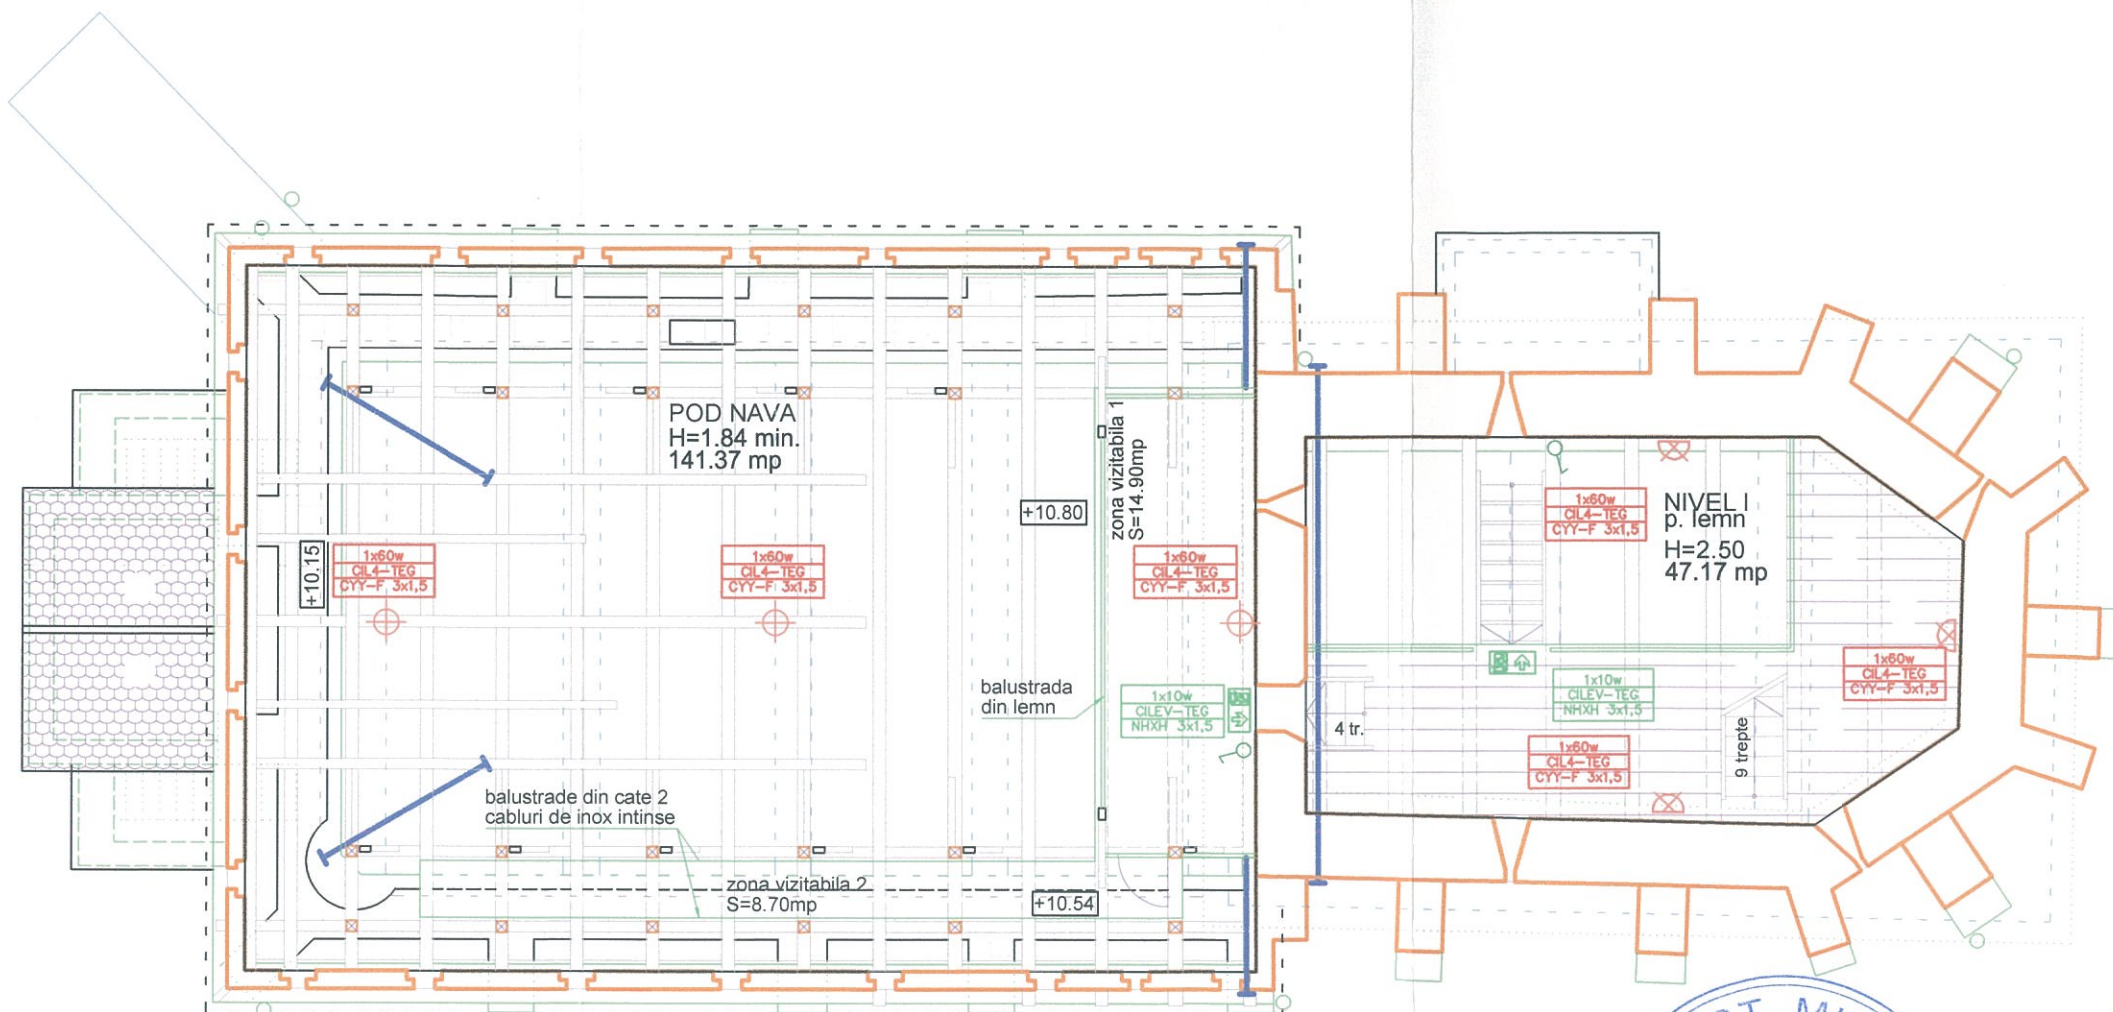 POD NAVA
H=1.84 min.
141.37 mp
zona vizitabila 1
S=14.90mp
+10.80
+10.15
1x60w
CIL4-TEG
CYY-F 3x1,5
1x60w
CIL4-TEG
CYY-F 3x1,5
1x60w
CIL4-TEG
CYY-F 3x1,5
1x60w
CIL4-TEG
CYY-F 3x1,5
NIVEL I
p. lemn
H=2.50
47.17 mp
balustrada
din lemn
1x10w
CILEV-TEG
NHXH 3x1,5
4 tr.
1x10w
CILEV-TEG
NHXH 3x1,5
1x60w
CIL4-TEG
CYY-F 3x1,5
1x60w
CIL4-TEG
CYY-F 3x1,5
9 trepte
balustrade din cate 2
cabluri de inox intinse
zona vizitabila 2
S=8.70mp
+10.54